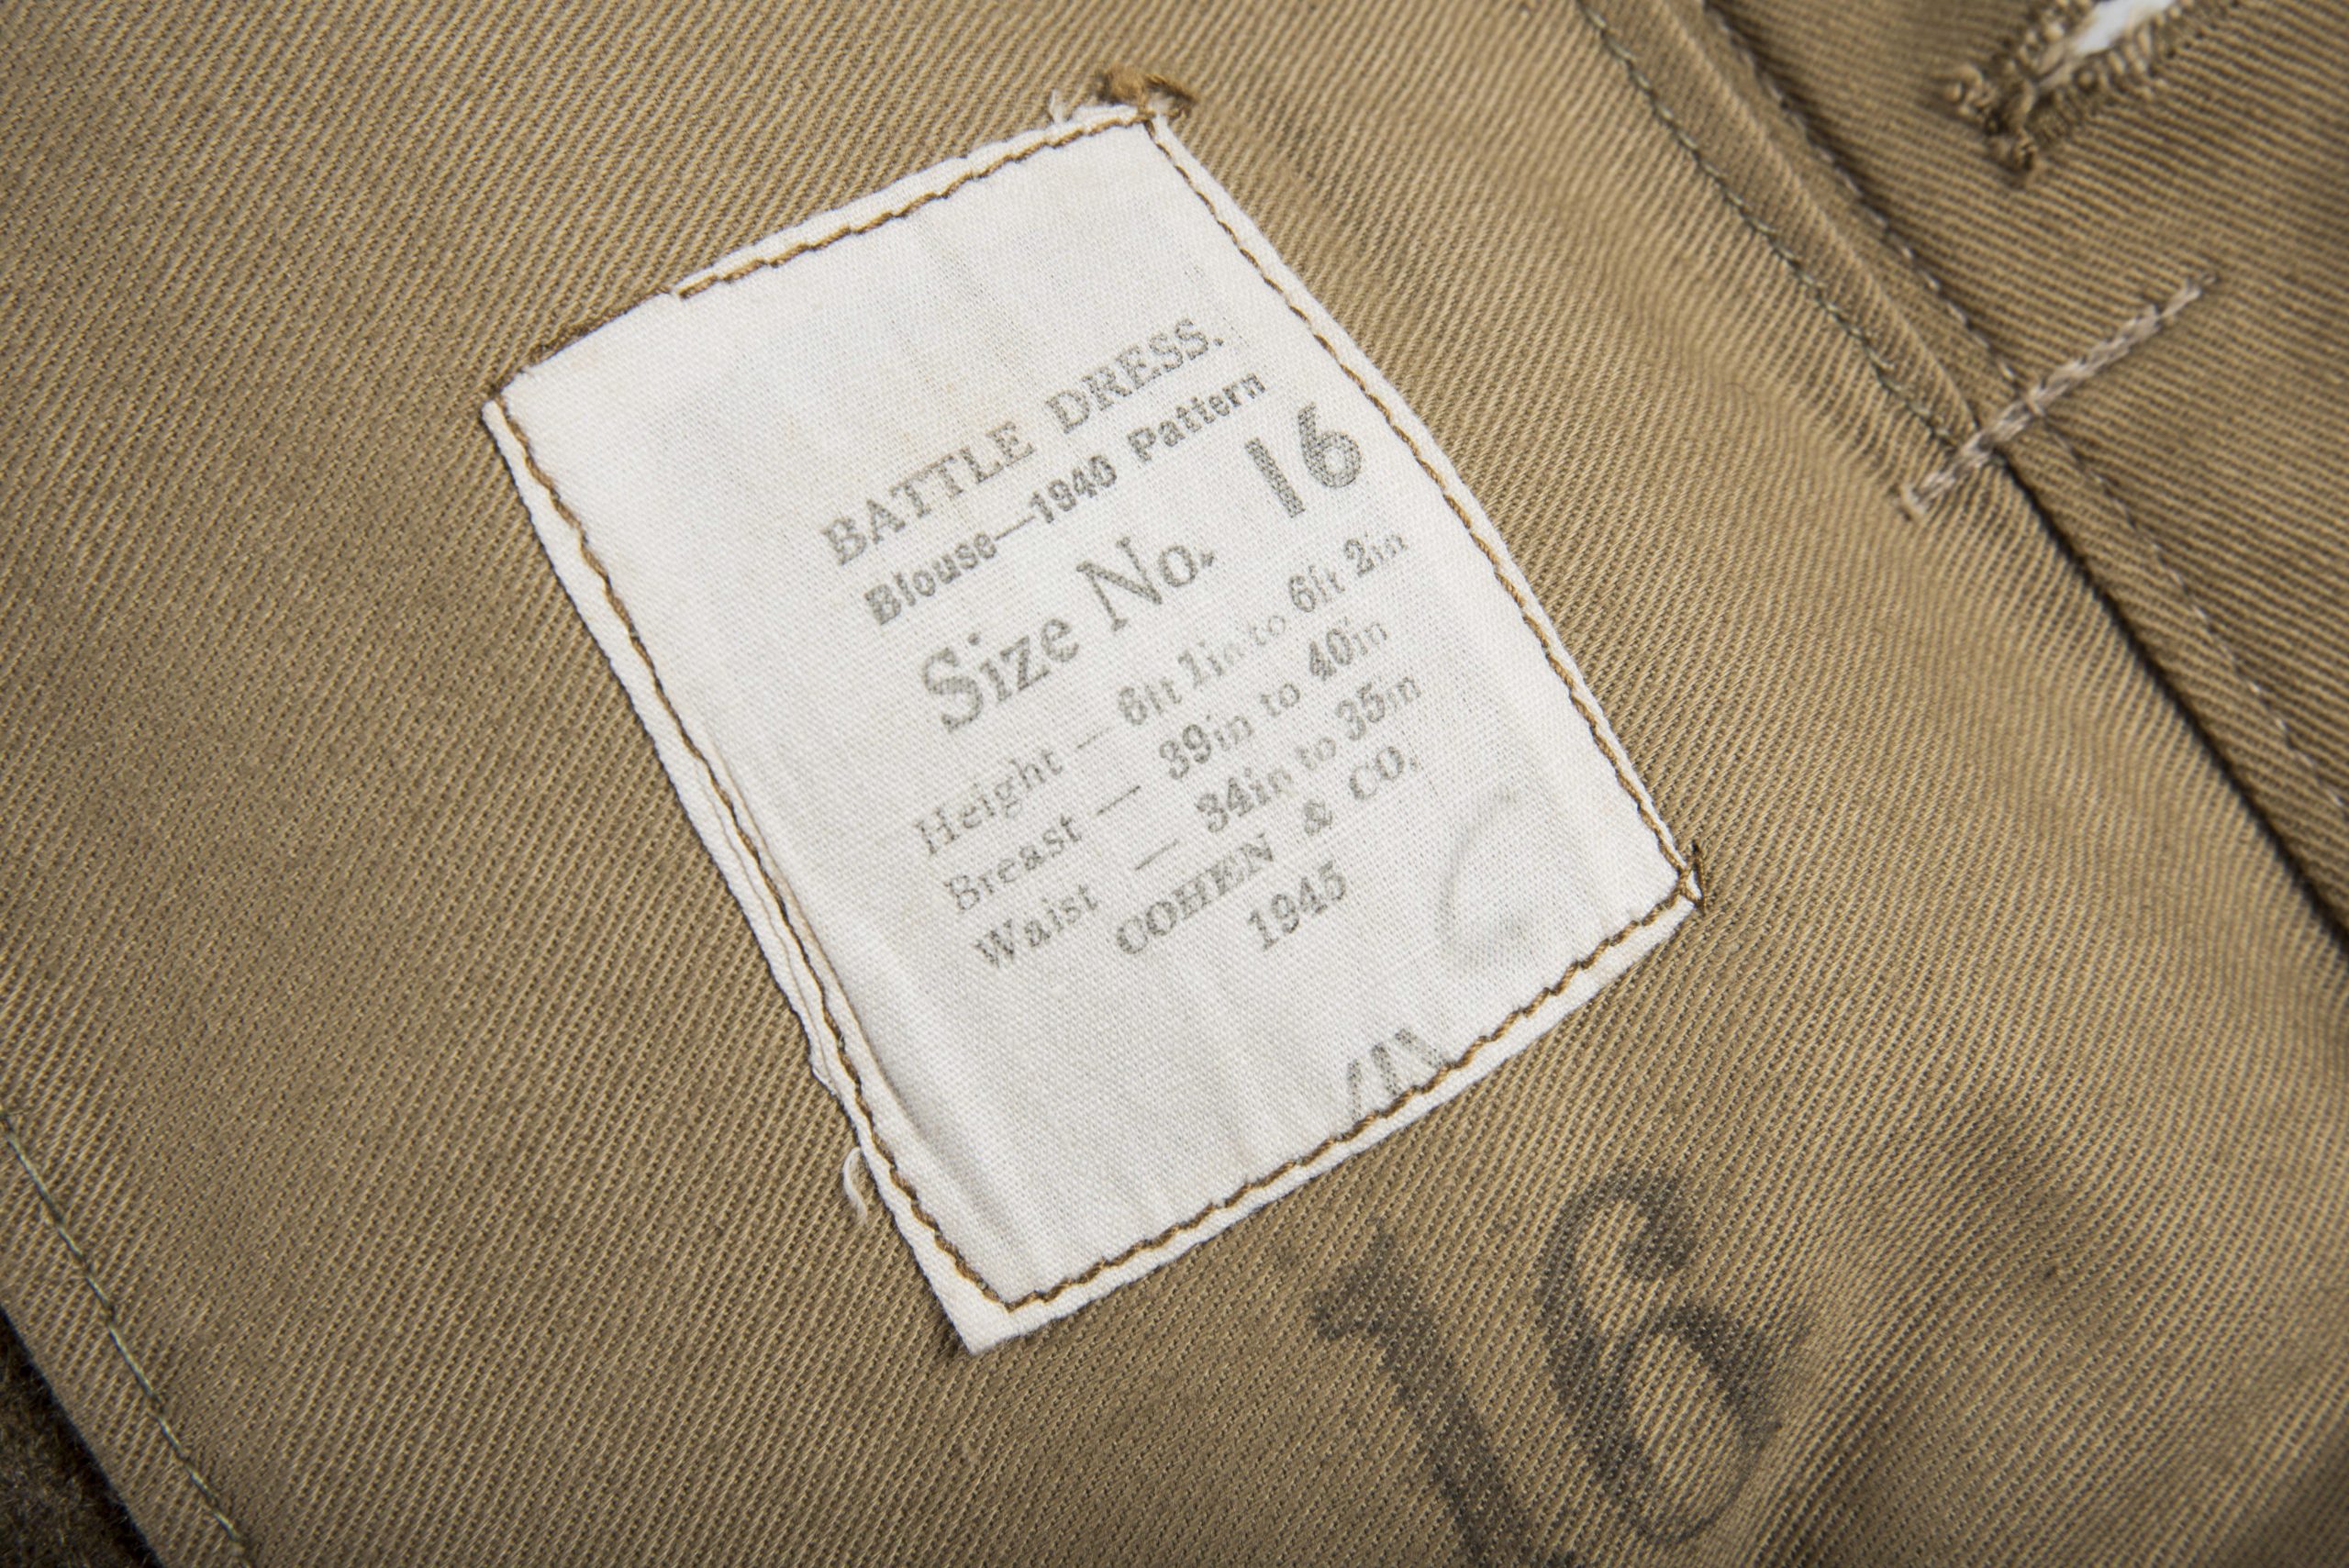 BATTLE DRESS.
Blouse—1940 Pattern
Size No. 16
Height — 6ft 1in to 6ft 2in
Breast — 39in to 40in
Waist — 34in to 35in
COHEN & CO.
1945
16